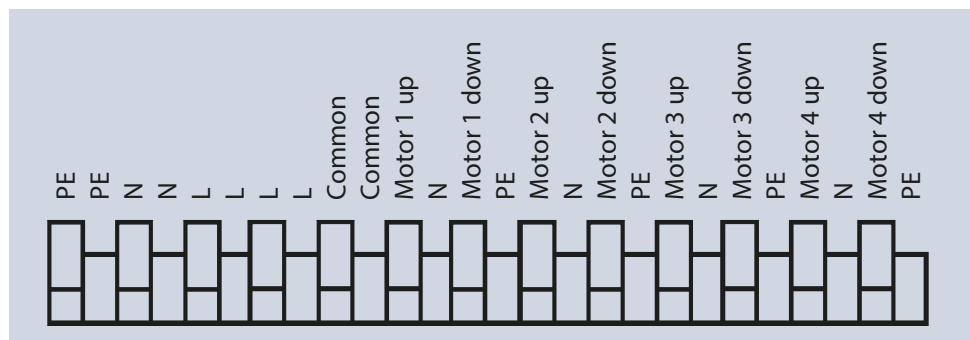 PE
PE
N
N
L
L
L
L
Common
Common
Motor 1 up
N
Motor 1 down
PE
Motor 2 up
N
Motor 2 down
PE
Motor 3 up
N
Motor 3 down
PE
Motor 4 up
N
Motor 4 down
PE